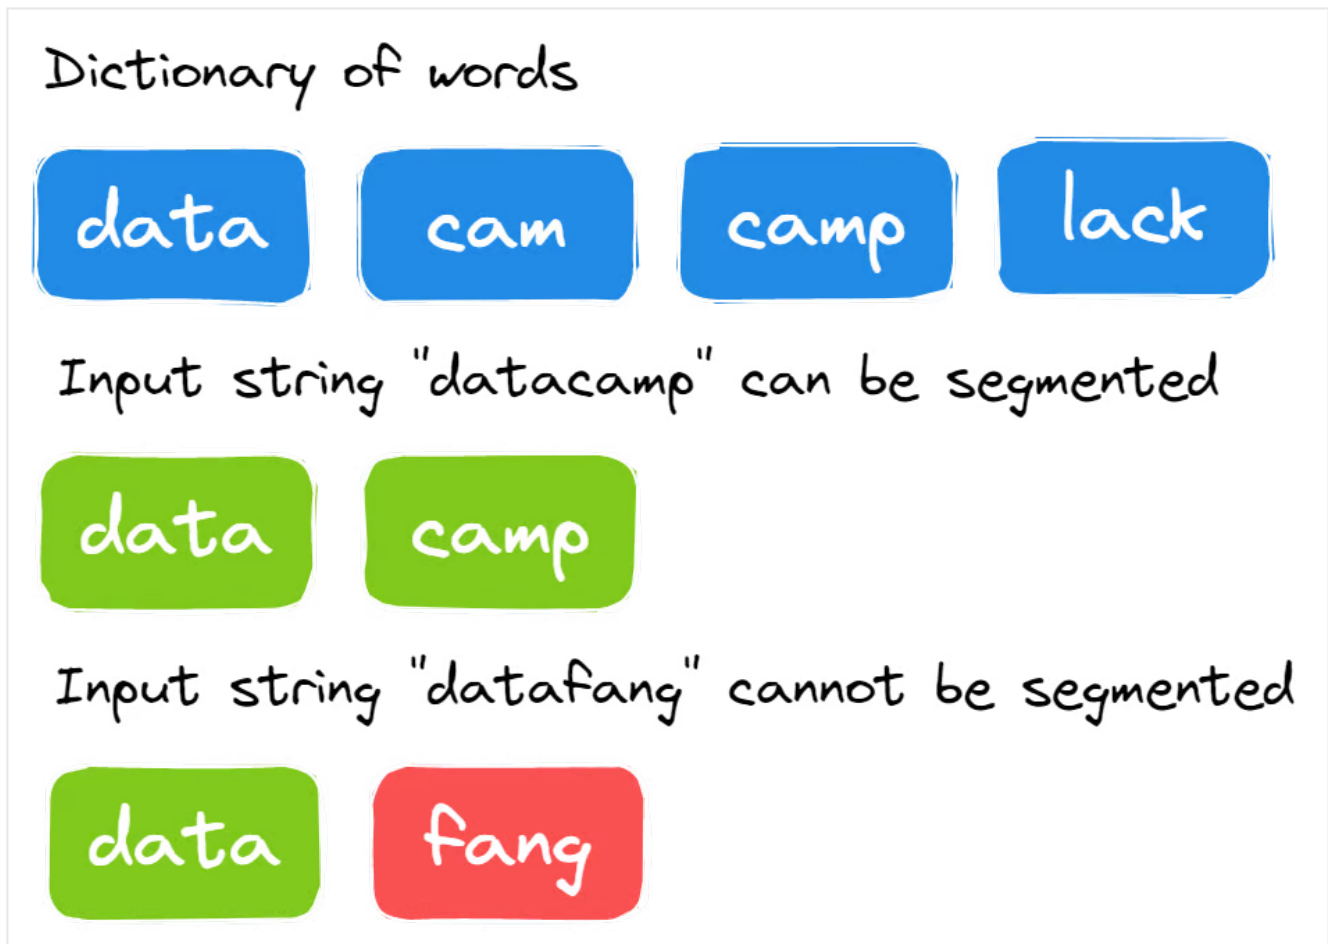 Dictionary of words
data cam camp lack
Input string "datacamp" can be segmented
data camp
Input string "datafang" cannot be segmented
data fang